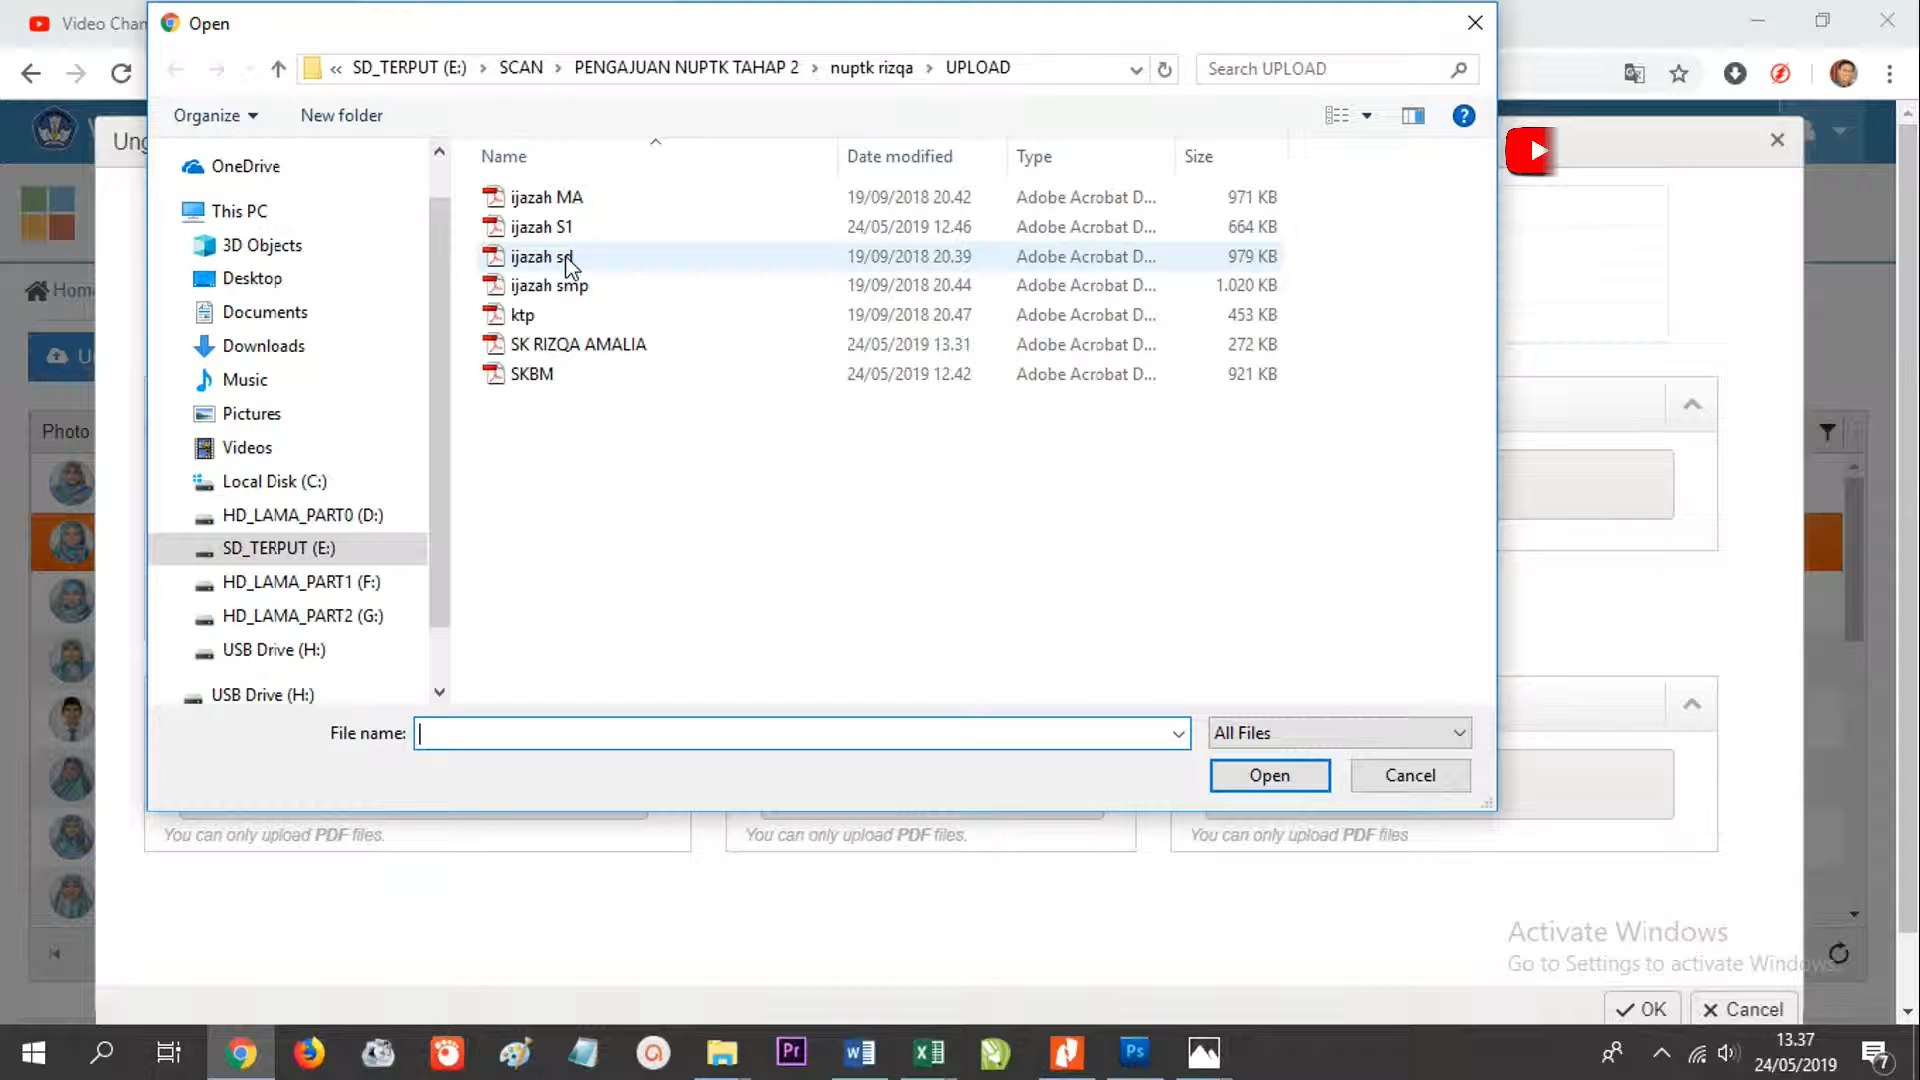 Video Chan
Open
« SD_TERPUT (E:) › SCAN › PENGAJUAN NUPTK TAHAP 2 › nuptk rizqa › UPLOAD
Search UPLOAD
Organize
New folder
Ung
OneDrive
This PC
3D Objects
Desktop
Documents
Downloads
Music
Pictures
Videos
Local Disk (C:)
HD_LAMA_PART0 (D:)
SD_TERPUT (E:)
HD_LAMA_PART1 (F:)
HD_LAMA_PART2 (G:)
USB Drive (H:)
USB Drive (H:)
Name Date modified Type Size
ijazah MA 19/09/2018 20.42 Adobe Acrobat D... 971 KB
ijazah S1 24/05/2019 12.46 Adobe Acrobat D... 664 KB
ijazah sd 19/09/2018 20.39 Adobe Acrobat D... 979 KB
ijazah smp 19/09/2018 20.44 Adobe Acrobat D... 1.020 KB
ktp 19/09/2018 20.47 Adobe Acrobat D... 453 KB
SK RIZQA AMALIA 24/05/2019 13.31 Adobe Acrobat D... 272 KB
SKBM 24/05/2019 12.42 Adobe Acrobat D... 921 KB
Home
Photo
File name:
All Files
Open
Cancel
You can only upload PDF files.
You can only upload PDF files.
You can only upload PDF files
Activate Windows
Go to Settings to activate Windows.
OK
Cancel
Pr
Ps
13.37
24/05/2019
7